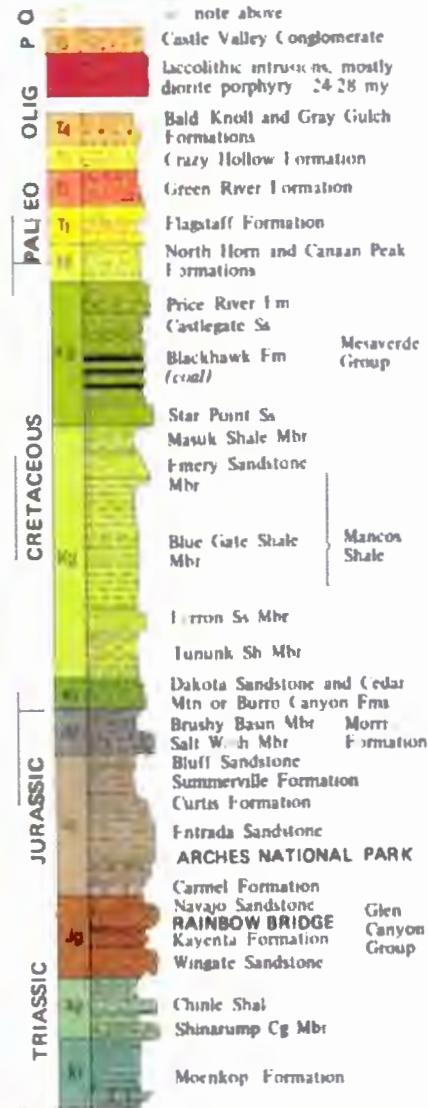 P O
note above
Castle Valley Conglomerate
laccolithic intrusions, mostly
diorite porphyry 24-28 my
OLIG
T4
Bald Knoll and Gray Gulch
Formations
Crazy Hollow Formation
Green River Formation
PALEO
T1
Flagstaff Formation
North Horn and Canaan Peak
Formations
Price River Fm
Castlegate Ss
Blackhawk Fm
(coal)
Mesaverde
Group
Star Point Ss
CRETACEOUS
Masuk Shale Mbr
Emery Sandstone
Mbr
Blue Gate Shale
Mbr
Mancos
Shale
Ss Mbr
Tununk Sh Mbr
Dakota Sandstone and Cedar
Mtn or Burro Canyon Fms
Brushy Basin Mbr
Salt Mbr
Formation
JURASSIC
Bluff Sandstone
Summerville Formation
Curtis Formation
Entrada Sandstone
ARCHES NATIONAL PARK
Carmel Formation
Navajo Sandstone
RAINBOW BRIDGE
Jg
Kayenta Formation
Wingate Sandstone
Glen
Canyon
Group
TRIASSIC
Chinle Shal
Shinarump Cg Mbr
Moenkop Formation